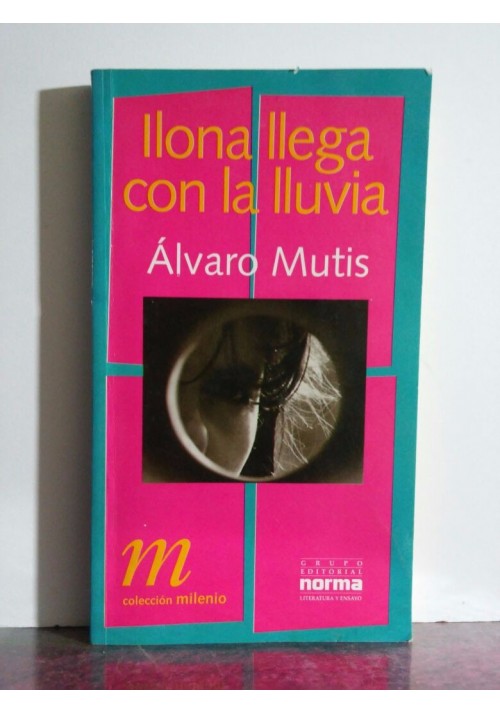 Ilona llega
con la lluvia
Álvaro Mutis
m
colección milenio
GRUPO
EDITORIAL
norma
LITERATURA Y ENSAYO